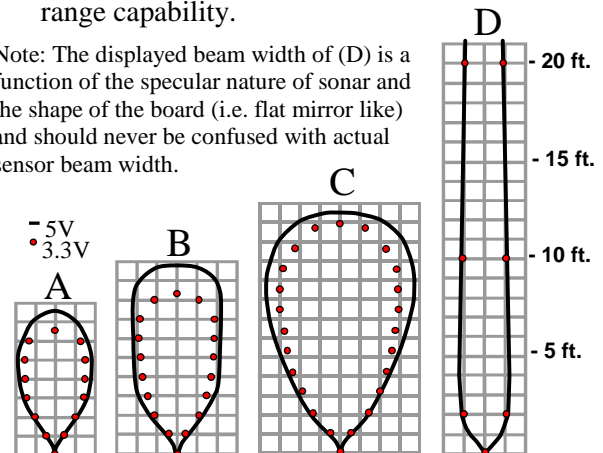 range capability.
Note: The displayed beam width of (D) is a
function of the specular nature of sonar and
the shape of the board (i.e. flat mirror like)
and should never be confused with actual
sensor beam width.
5V
3.3V
A
B
C
D
- 20 ft.
- 15 ft.
- 10 ft.
- 5 ft.